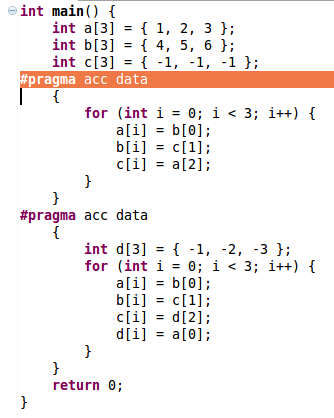 int main() {
    int a[3] = { 1, 2, 3 };
    int b[3] = { 4, 5, 6 };
    int c[3] = { -1, -1, -1 };
#pragma acc data
    {
        for (int i = 0; i < 3; i++) {
            a[i] = b[0];
            b[i] = c[1];
            c[i] = a[2];
        }
    }
#pragma acc data
    {
        int d[3] = { -1, -2, -3 };
        for (int i = 0; i < 3; i++) {
            a[i] = b[0];
            b[i] = c[1];
            c[i] = d[2];
            d[i] = a[0];
        }
    }
    return 0;
}